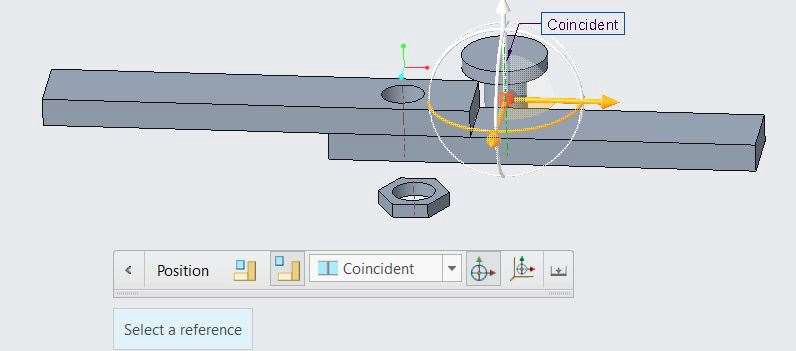 Coincident
Position
Coincident
Select a reference